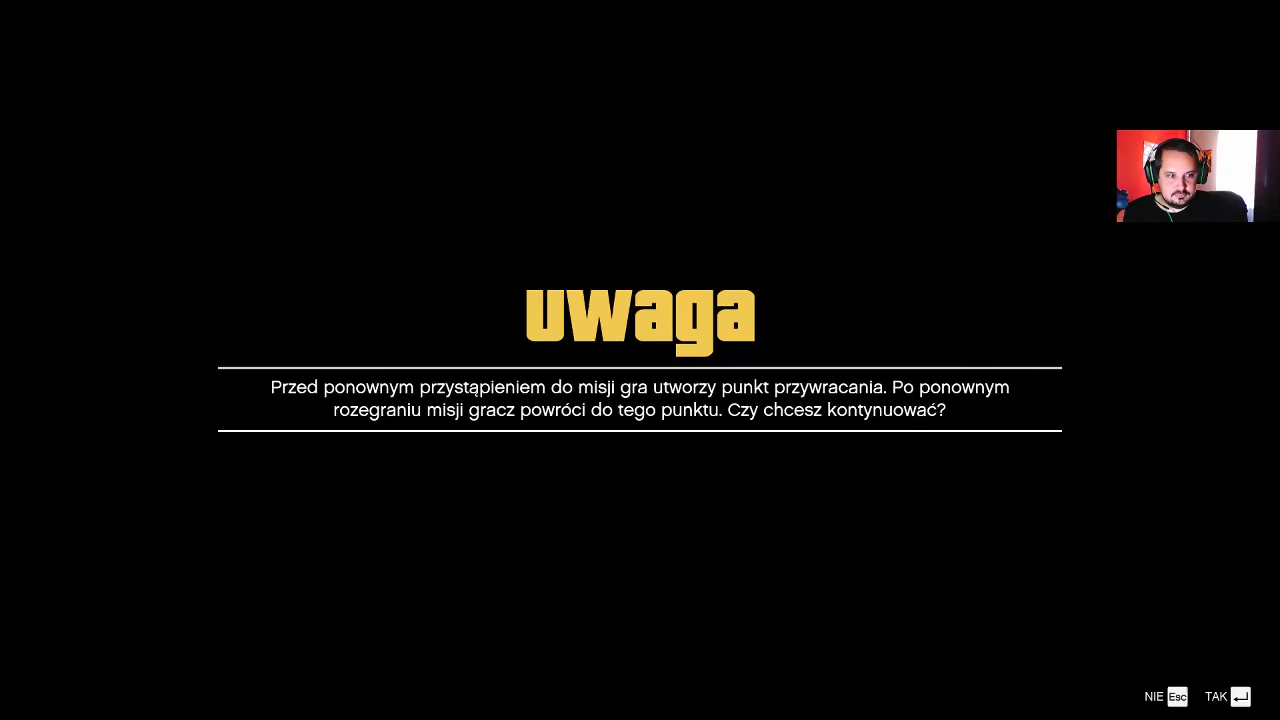 uwaga
Przed ponownym przystąpieniem do misji gra utworzy punkt przywracania. Po ponownym
rozegraniu misji gracz powróci do tego punktu. Czy chcesz kontynuować?
NIE Esc TAK